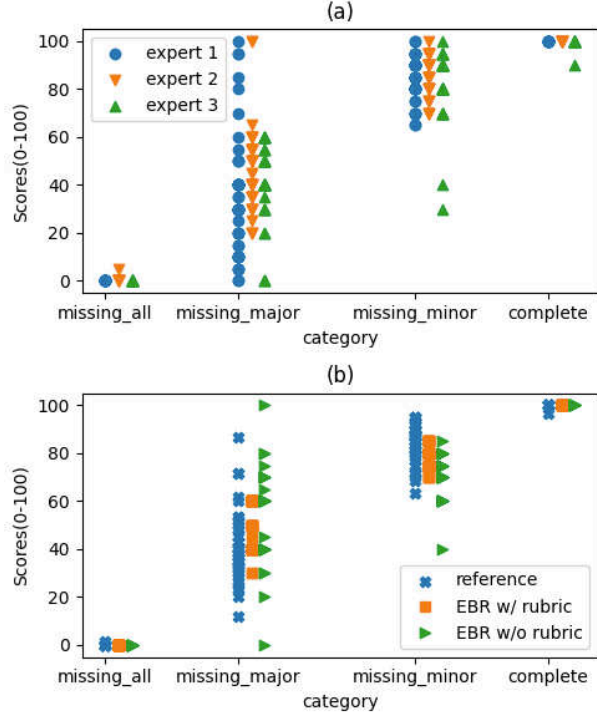 (a)
100
80
60
40
20
0
Scores(0-100)
expert 1
expert 2
expert 3
missing_all
missing_major
missing_minor
complete
category
(b)
100
80
60
40
20
0
Scores(0-100)
reference
EBR w/ rubric
EBR w/o rubric
missing_all
missing_major
missing_minor
complete
category